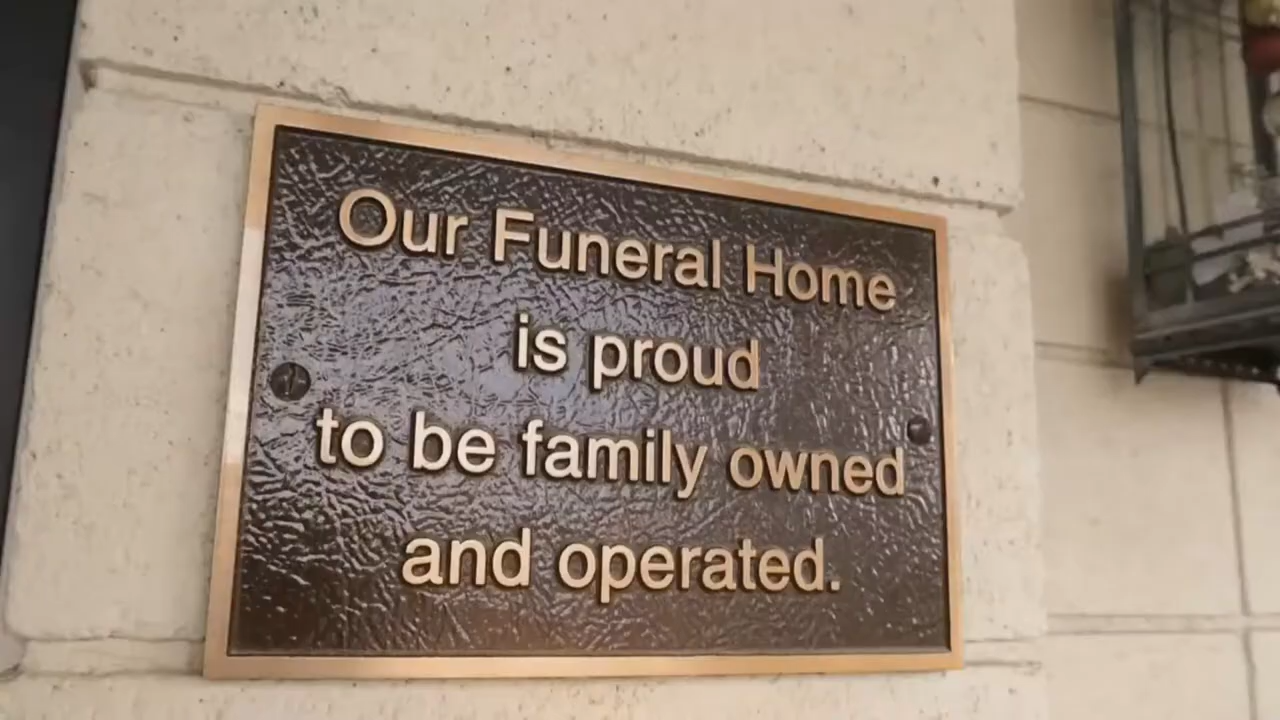 Our Funeral Home
is proud
to be family owned
and operated.